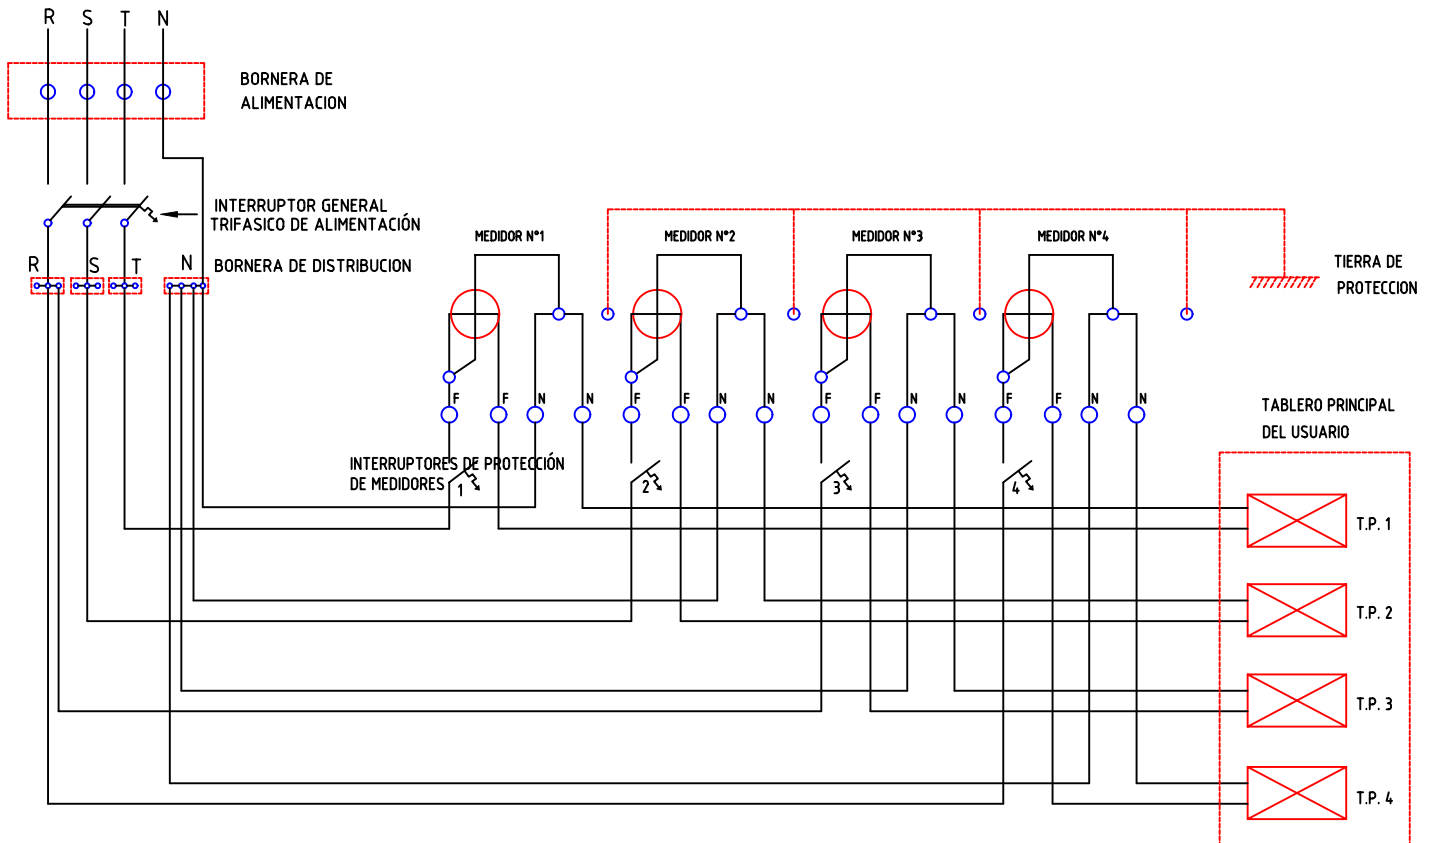 R S T N
BORNERA DE
ALIMENTACION
INTERRUPTOR GENERAL
TRIFASICO DE ALIMENTACIÓN
R S T N BORNERA DE DISTRIBUCION
MEDIDOR N°1 MEDIDOR N°2 MEDIDOR N°3 MEDIDOR N°4
TIERRA DE
PROTECCION
F F N N F F N N F F N N F F N N
TABLERO PRINCIPAL
DEL USUARIO
INTERRUPTORES DE PROTECCIÓN
DE MEDIDORES 1 2 3 4
T.P. 1
T.P. 2
T.P. 3
T.P. 4